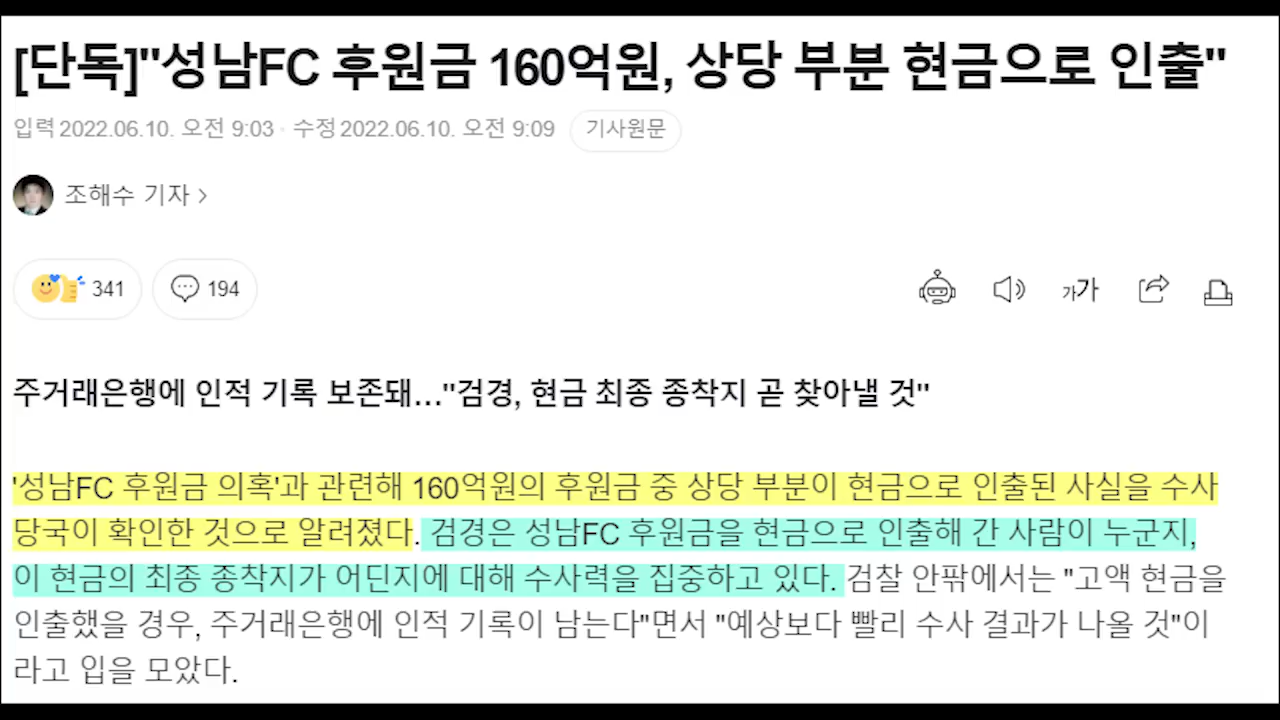 [단독]"성남FC 후원금 160억원, 상당 부분 현금으로 인출"
입력 2022.06.10. 오전 9:03 · 수정 2022.06.10. 오전 9:09 기사원문
조해수 기자 >
341 194 가가
주거래은행에 인적 기록 보존돼…"검경, 현금 최종 종착지 곧 찾아낼 것"
'성남FC 후원금 의혹'과 관련해 160억원의 후원금 중 상당 부분이 현금으로 인출된 사실을 수사
당국이 확인한 것으로 알려졌다. 검경은 성남FC 후원금을 현금으로 인출해 간 사람이 누군지,
이 현금의 최종 종착지가 어딘지에 대해 수사력을 집중하고 있다. 검찰 안팎에서는 "고액 현금을
인출했을 경우, 주거래은행에 인적 기록이 남는다"면서 "예상보다 빨리 수사 결과가 나올 것"이
라고 입을 모았다.